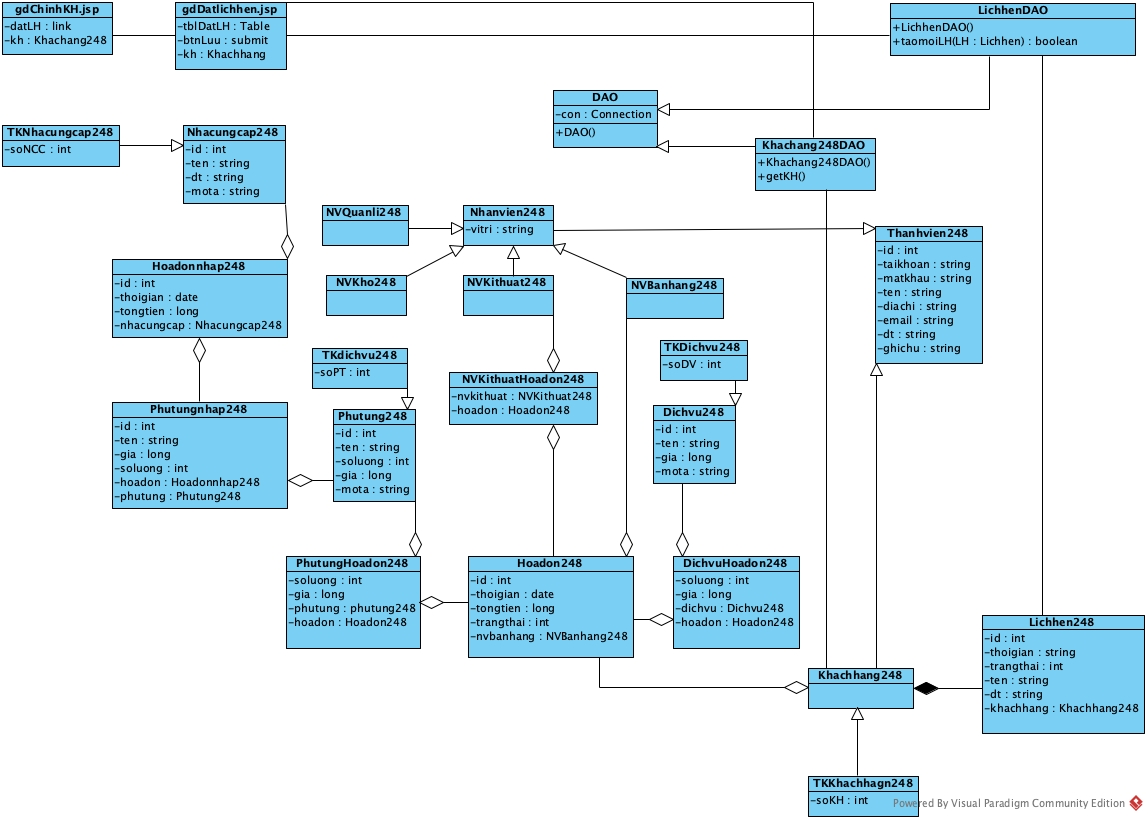 gdChinhKH.jsp
-datLH : link
-kh : Khachang248
gdDatlichhen.jsp
-tblDatLH : Table
-btnLuu : submit
-kh : Khachhang
LichhenDAO
+LichhenDAO()
+taomoiLH(LH : Lichhen) : boolean
DAO
-con : Connection
+DAO()
TKNhacungcap248
-soNCC : int
Nhacungcap248
-id : int
-ten : string
-dt : string
-mota : string
Khachang248DAO
+Khachang248DAO()
+getKH()
NVQuanli248
Nhanvien248
-vitri : string
Thanhvien248
-id : int
-taikhoan : string
-matkhau : string
-ten : string
-diachi : string
-email : string
-dt : string
-ghichu : string
Hoadonnhap248
-id : int
-thoigian : date
-tongtien : long
-nhacungcap : Nhacungcap248
NVKho248
NVKithuat248
NVBanhang248
TKdichvu248
-soPT : int
TKDichvu248
-soDV : int
NVKithuatHoadon248
-nvkithuat : NVKithuat248
-hoadon : Hoadon248
Phutungnhap248
-id : int
-ten : string
-gia : long
-soluong : int
-hoadon : Hoadonnhap248
-phutung : Phutung248
Phutung248
-id : int
-ten : string
-soluong : int
-gia : long
-mota : string
Dichvu248
-id : int
-ten : string
-gia : long
-mota : string
PhutungHoadon248
-soluong : int
-gia : long
-phutung : phutung248
-hoadon : Hoadon248
Hoadon248
-id : int
-thoigian : date
-tongtien : long
-trangthai : int
-nvbanhang : NVBanhang248
DichvuHoadon248
-soluong : int
-gia : long
-dichvu : Dichvu248
-hoadon : Hoadon248
Lichhen248
-id : int
-thoigian : string
-trangthai : int
-ten : string
-dt : string
-khachhang : Khachhang248
Khachhang248
TKKhachhagn248
-soKH : int
Powered By Visual Paradigm Community Edition